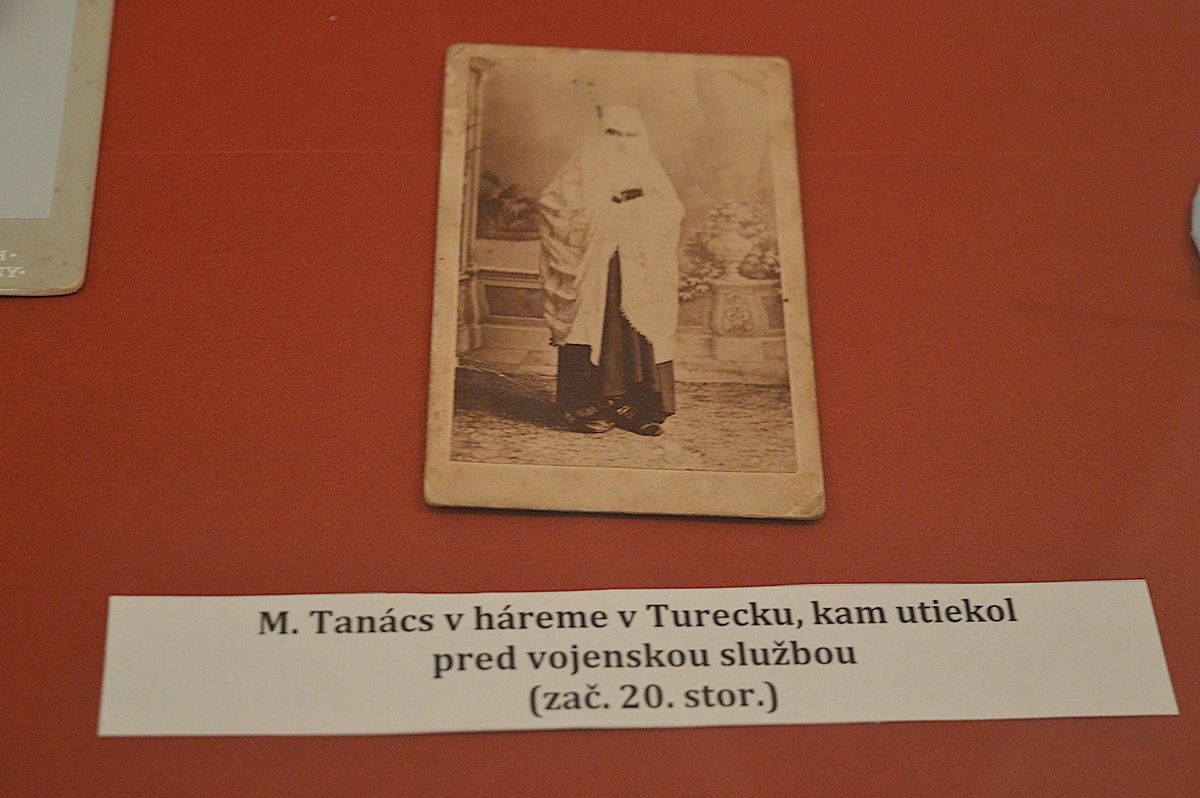 M. Tanács v háreme v Turecku, kam utiekol
pred vojenskou službou
(zač. 20. stor.)